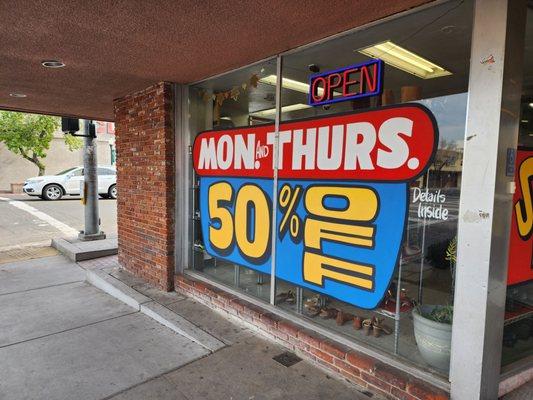 OPEN
MON. AND THURS.
50% OFF
Details
Inside